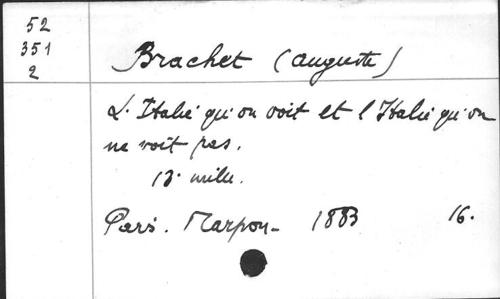 52
351
2
Brachet (auguste)
L'Italie qu'on voit et l'Italie qu'on
ne voit pas.
13e mille.
Paris. Marpon - 1883 16.